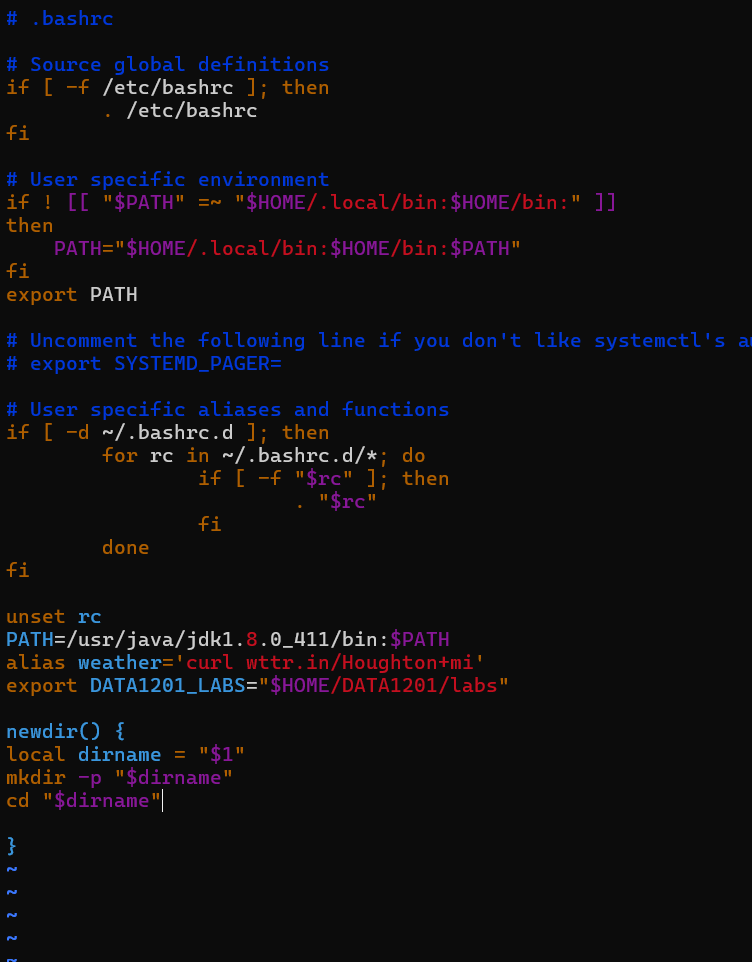 # .bashrc
# Source global definitions
if [ -f /etc/bashrc ]; then
        . /etc/bashrc
fi
# User specific environment
if ! [[ "$PATH" =~ "$HOME/.local/bin:$HOME/bin:" ]]
then
    PATH="$HOME/.local/bin:$HOME/bin:$PATH"
fi
export PATH
# Uncomment the following line if you don't like systemctl's
# export SYSTEMD_PAGER=
# User specific aliases and functions
if [ -d ~/.bashrc.d ]; then
        for rc in ~/.bashrc.d/*; do
                if [ -f "$rc" ]; then
                        . "$rc"
                fi
        done
fi
unset rc
PATH=/usr/java/jdk1.8.0_411/bin:$PATH
alias weather='curl wttr.in/Houghton+mi'
export DATA1201_LABS="$HOME/DATA1201/labs"
newdir() {
local dirname = "$1"
mkdir -p "$dirname"
cd "$dirname"
}
~
~
~
~
~